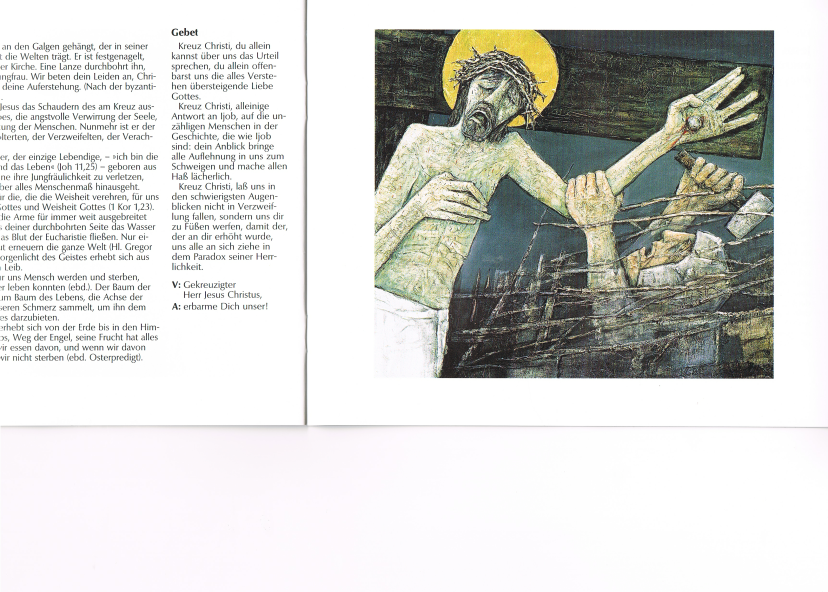 an den Galgen gehängt, der in seiner
t die Welten trägt. Er ist festgenagelt,
er Kirche. Eine Lanze durchbohrt ihn,
ngfrau. Wir beten dein Leiden an, Chri-
deine Auferstehung. (Nach der byzanti-
Jesus das Schaudern des am Kreuz aus-
es, die angstvolle Verwirrung der Seele,
ung der Menschen. Nunmehr ist er der
lterten, der Verzweifelten, der Verach-
er, der einzige Lebendige, – »ich bin die
nd das Leben« (Joh 11,25) – geboren aus
ne ihre Jungfräulichkeit zu verletzen,
ber alles Menschenmaß hinausgeht.
ür die, die die Weisheit verehren, für uns
Gottes und Weisheit Gottes (1 Kor 1,23).
die Arme für immer weit ausgebreitet
s deiner durchbohrten Seite das Wasser
as Blut der Eucharistie fließen. Nur ei-
ut erneuern die ganze Welt (Hl. Gregor
orgenlicht des Geistes erhebt sich aus
Leib.
ür uns Mensch werden und sterben,
er leben konnten (ebd.). Der Baum der
um Baum des Lebens, die Achse der
seren Schmerz sammelt, um ihn dem
es darzubieten.
erhebt sich von der Erde bis in den Him-
os, Weg der Engel, seine Frucht hat alles
vir essen davon, und wenn wir davon
wir nicht sterben (ebd. Osterpredigt).
Gebet
Kreuz Christi, du allein
kannst über uns das Urteil
sprechen, du allein offen-
barst uns die alles Verste-
hen übersteigende Liebe
Gottes.
Kreuz Christi, alleinige
Antwort an Ijob, auf die un-
zähligen Menschen in der
Geschichte, die wie Ijob
sind: dein Anblick bringe
alle Auflehnung in uns zum
Schweigen und mache allen
Haß lächerlich.
Kreuz Christi, laß uns in
den schwierigsten Augen-
blicken nicht in Verzweif-
lung fallen, sondern uns dir
zu Füßen werfen, damit der,
der an dir erhöht wurde,
uns alle an sich ziehe in
dem Paradox seiner Herr-
lichkeit.
V: Gekreuzigter
Herr Jesus Christus,
A: erbarme Dich unser!